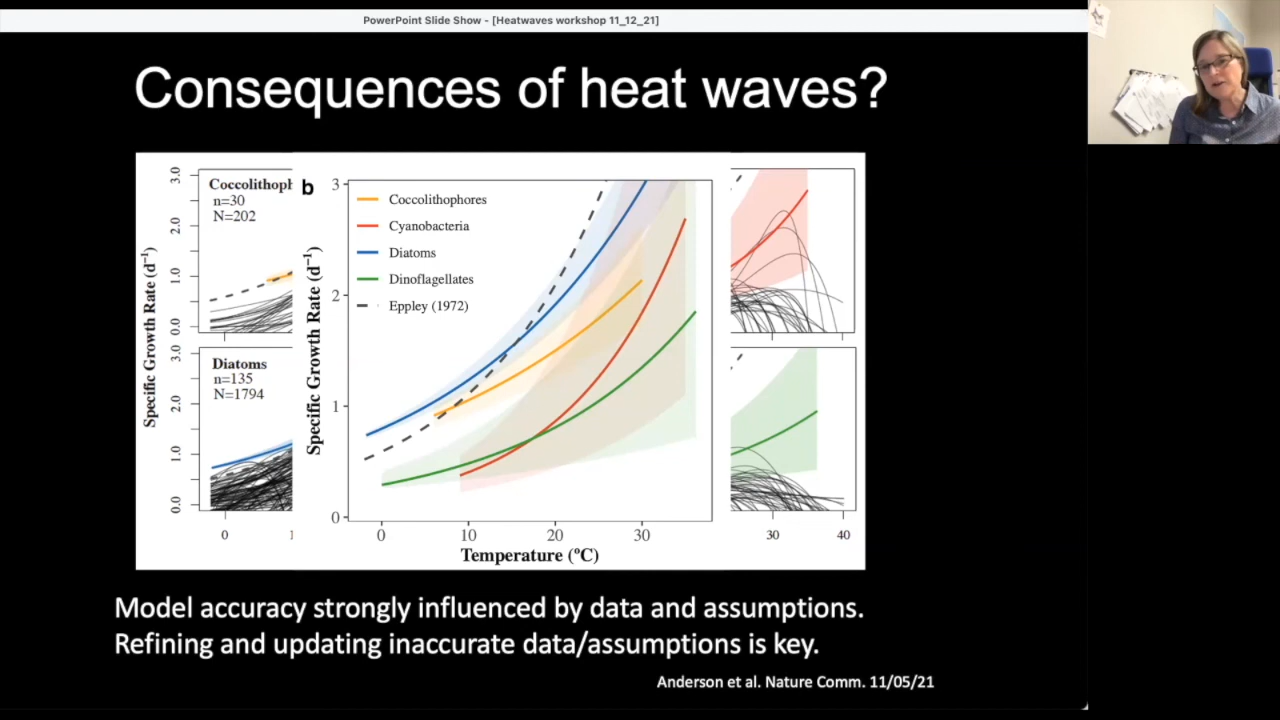 PowerPoint Slide Show - [Heatwaves workshop 11_12_21]
Consequences of heat waves?
3.0
2.0
1.0
0.0
Specific Growth Rate (d⁻¹)
Coccolithoph
n=30
N=202
3.0
2.0
1.0
0.0
Diatoms
n=135
N=1794
0
1
b
Specific Growth Rate (d⁻¹)
3
2
1
0
Coccolithophores
Cyanobacteria
Diatoms
Dinoflagellates
Eppley (1972)
0 10 20 30
Temperature (ºC)
30 40
Model accuracy strongly influenced by data and assumptions.
Refining and updating inaccurate data/assumptions is key.
Anderson et al. Nature Comm. 11/05/21